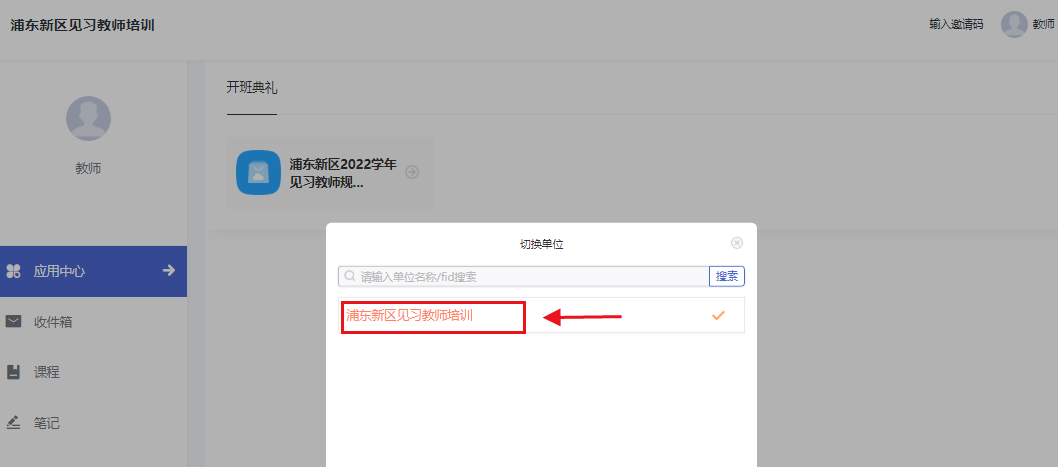 浦东新区见习教师培训
输入邀请码
教师
教师
应用中心
收件箱
课程
笔记
开班典礼
浦东新区2022学年
见习教师规...
切换单位
请输入单位名称/fid搜索
搜索
浦东新区见习教师培训